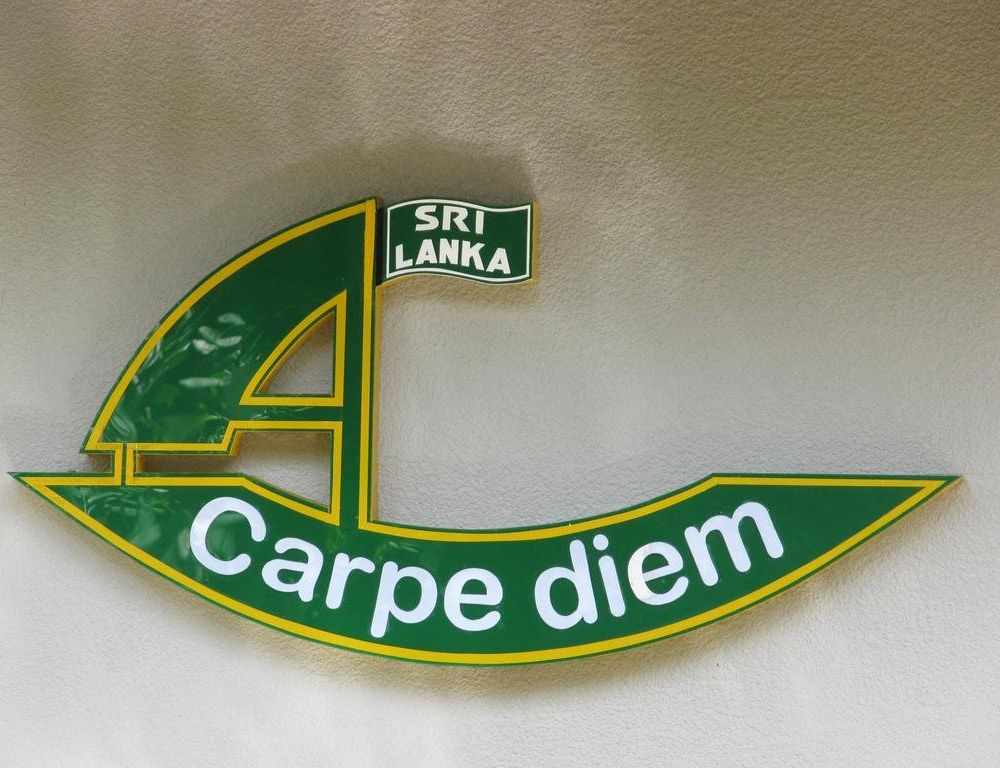 SRI
LANKA
A
Carpe diem